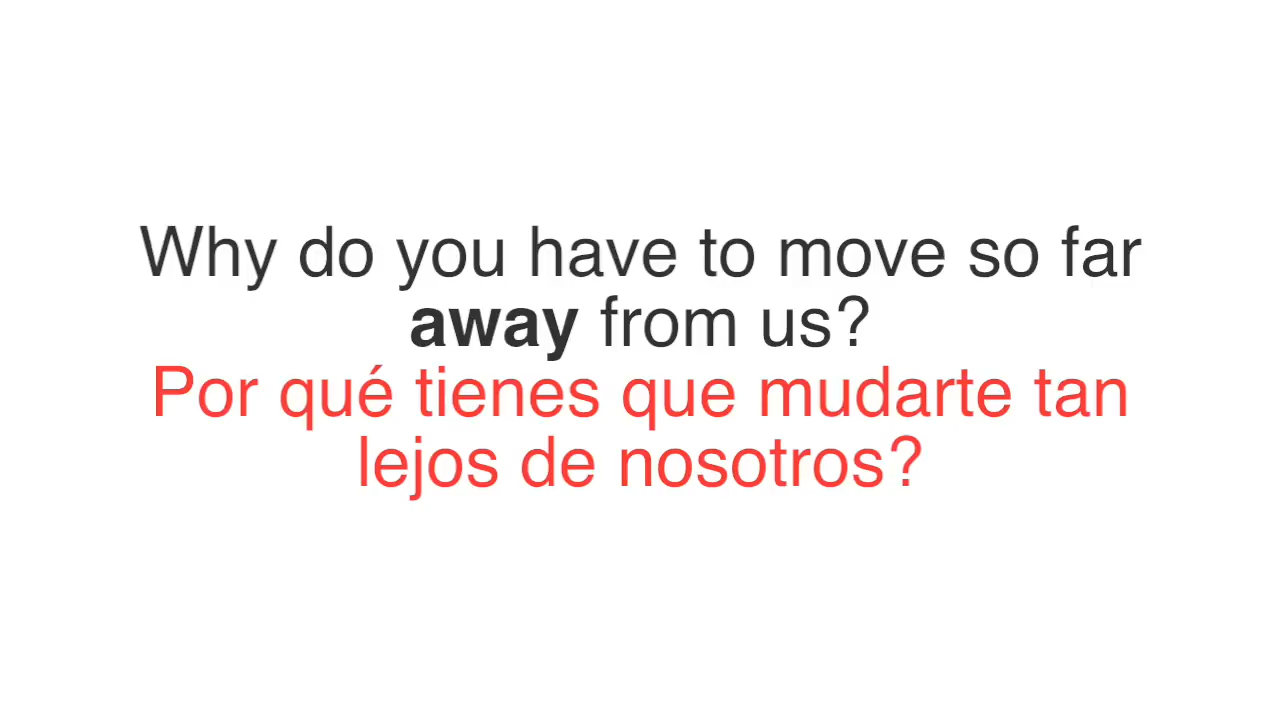 Why do you have to move so far
away from us?
Por qué tienes que mudarte tan
lejos de nosotros?